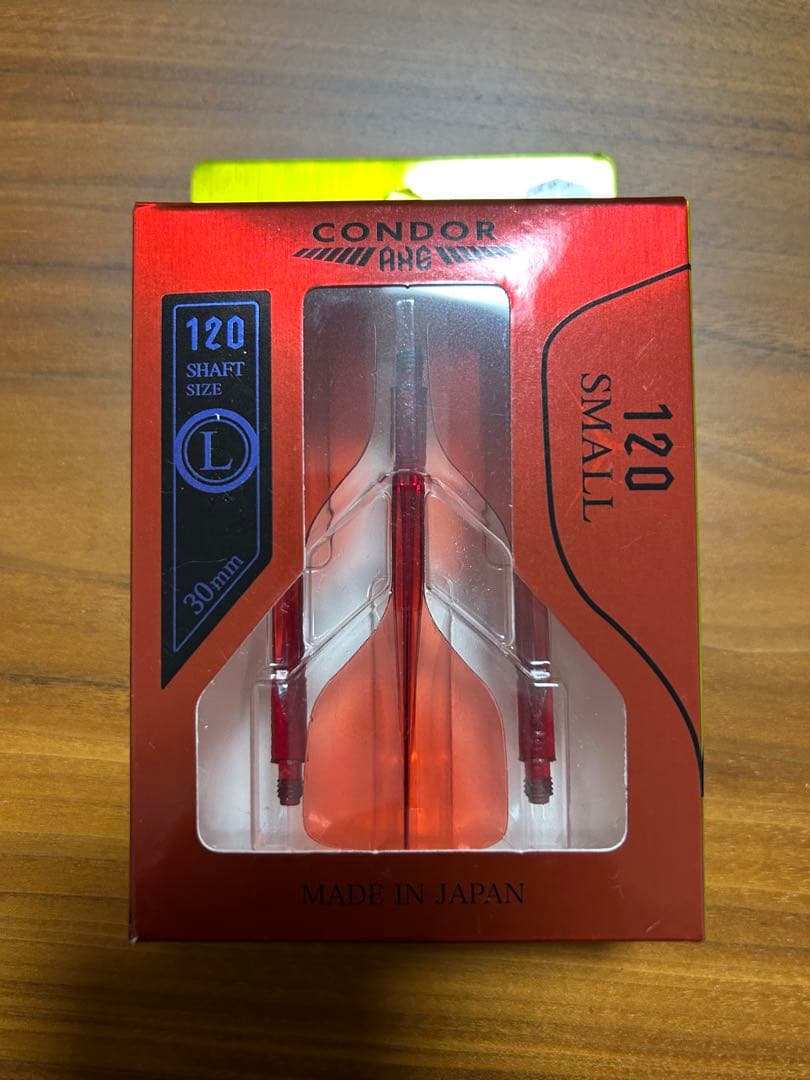 CONDOR
AXE
120
SHAFT
SIZE
L
30mm
120
SMALL
MADE IN JAPAN